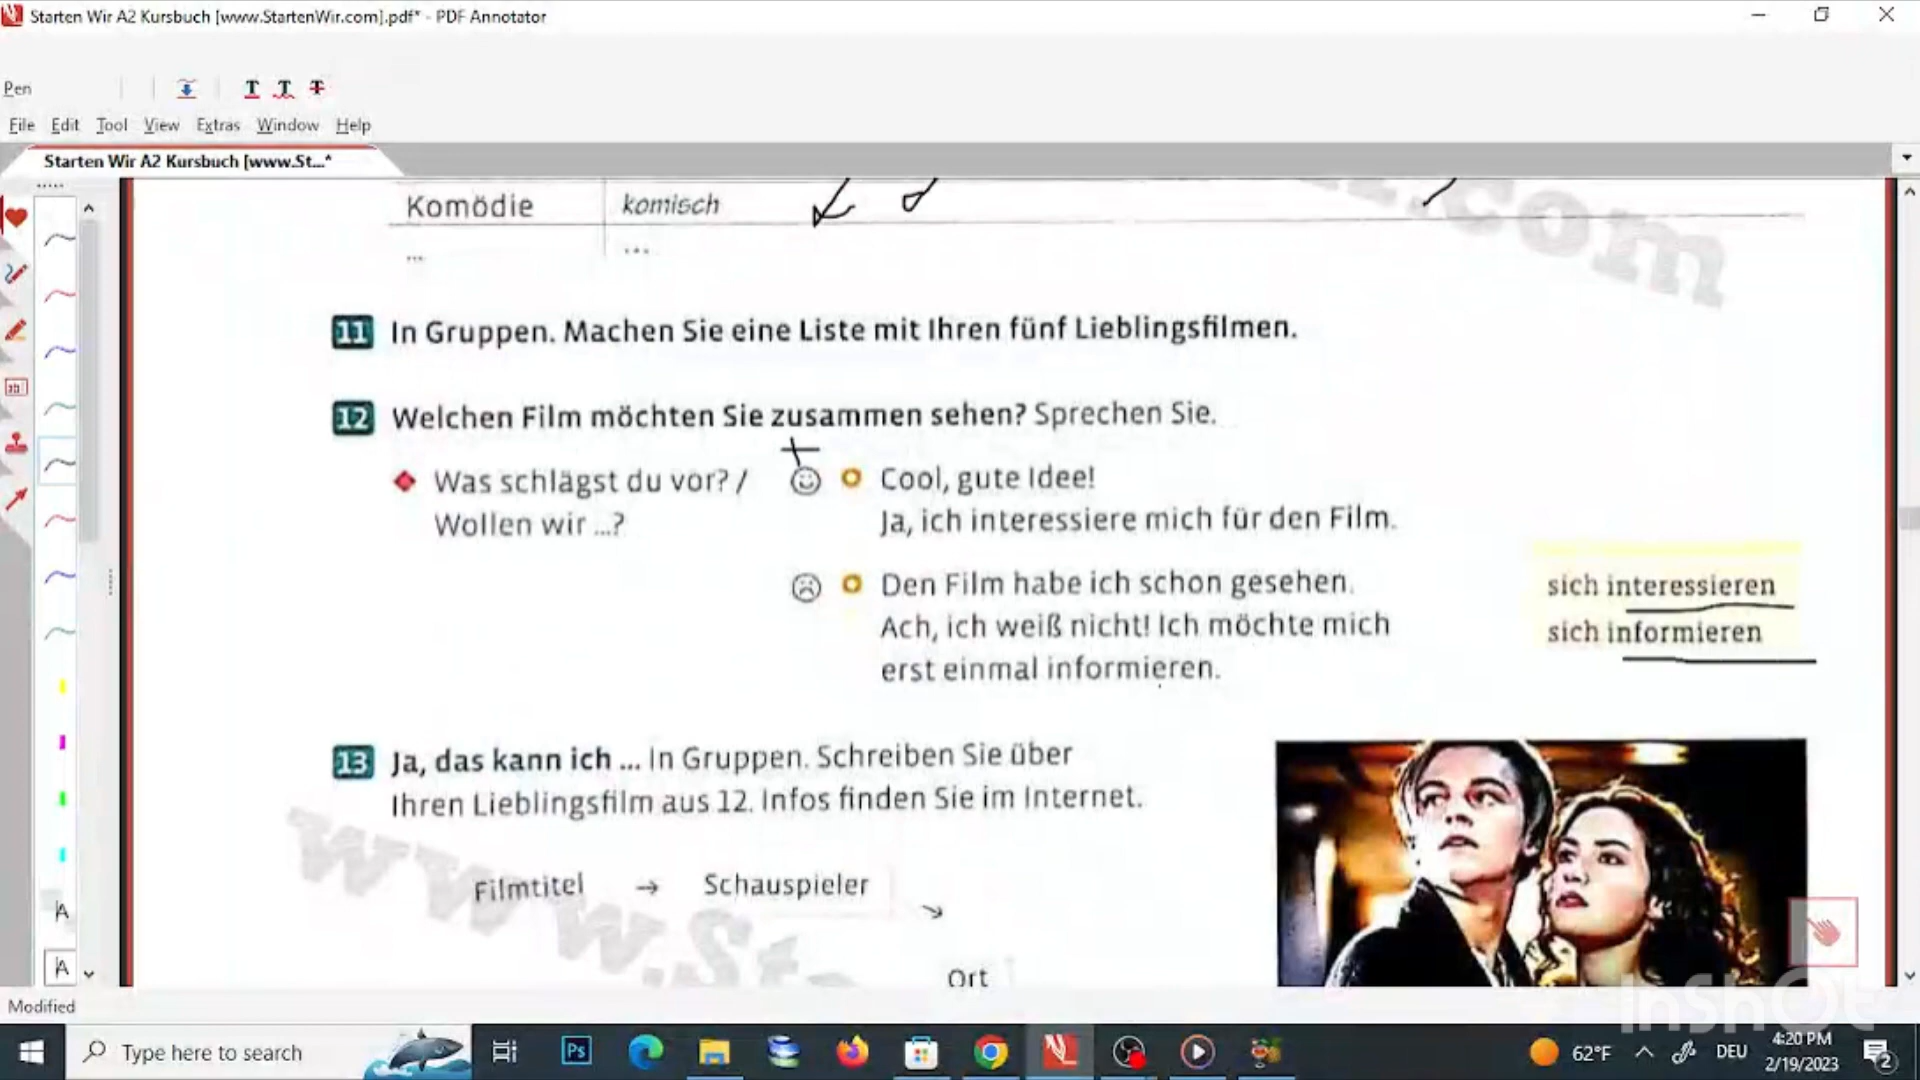 Starten Wir A2 Kursbuch [www.StartenWir.com].pdf* - PDF Annotator
Pen
File Edit Tool View Extras Window Help
Starten Wir A2 Kursbuch [www.St...*
Komödie komisch
... ...
.com
11 In Gruppen. Machen Sie eine Liste mit Ihren fünf Lieblingsfilmen.
12 Welchen Film möchten Sie zusammen sehen? Sprechen Sie.
Was schlägst du vor? /
Wollen wir ...?
Cool, gute Idee!
Ja, ich interessiere mich für den Film.
Den Film habe ich schon gesehen.
Ach, ich weiß nicht! Ich möchte mich
erst einmal informieren.
sich interessieren
sich informieren
13 Ja, das kann ich ... In Gruppen. Schreiben Sie über
Ihren Lieblingsfilm aus 12. Infos finden Sie im Internet.
Filmtitel → Schauspieler
Ort
www.St
InShOt
Modified
Type here to search
Ps
62°F
DEU
4:20 PM
2/19/2023
2